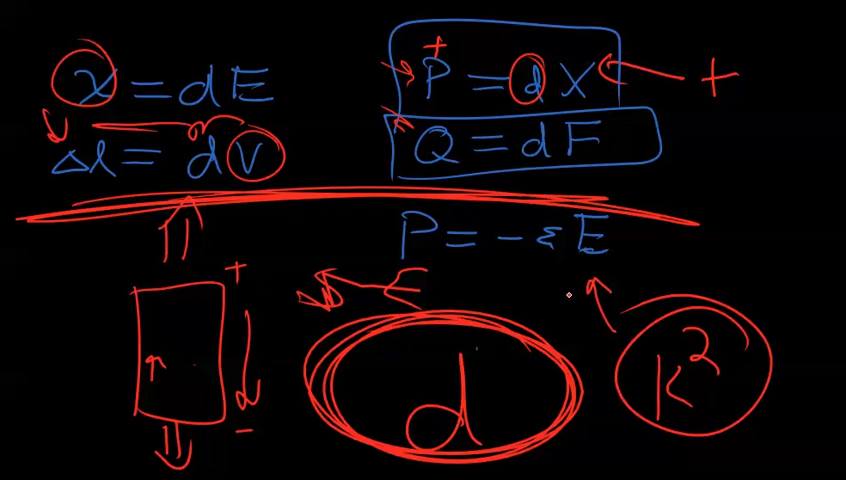 x = dE
P = dX
+
+
Δl = dV
Q = dF
P = - εE
+
-
d
K²